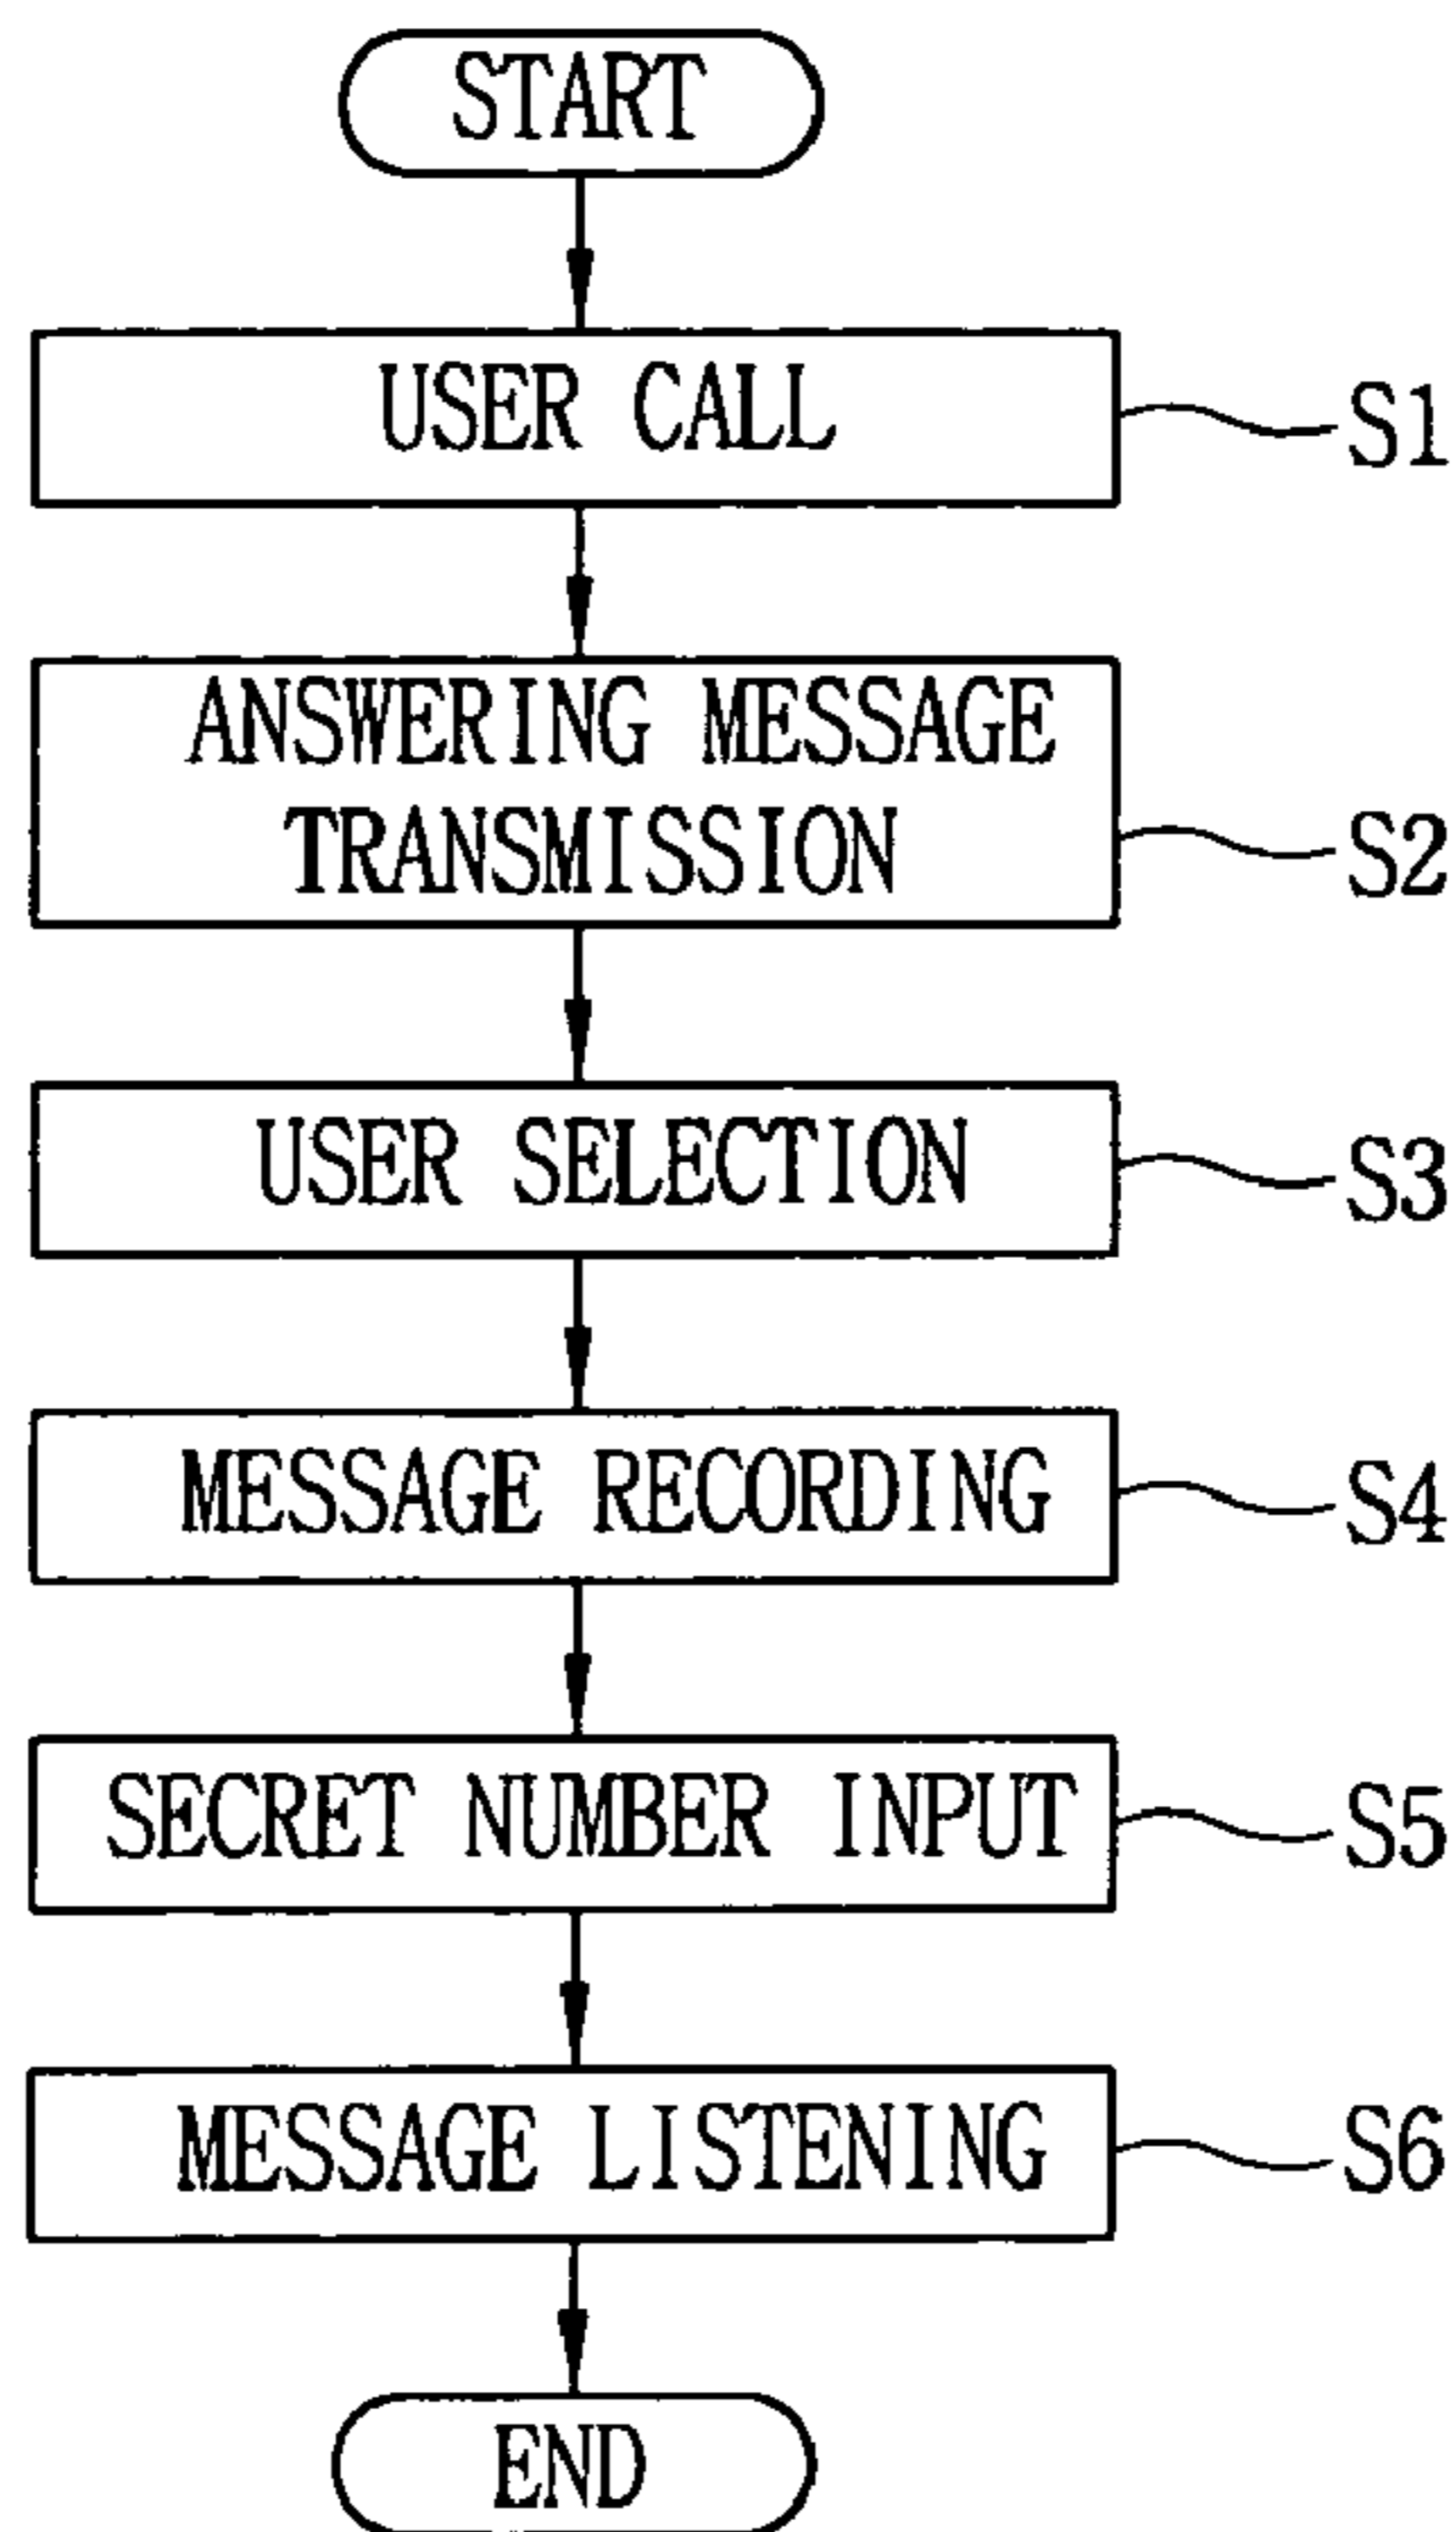 START
USER CALL
S1
ANSWERING MESSAGE
TRANSMISSION
S2
USER SELECTION
S3
MESSAGE RECORDING
S4
SECRET NUMBER INPUT
S5
MESSAGE LISTENING
S6
END